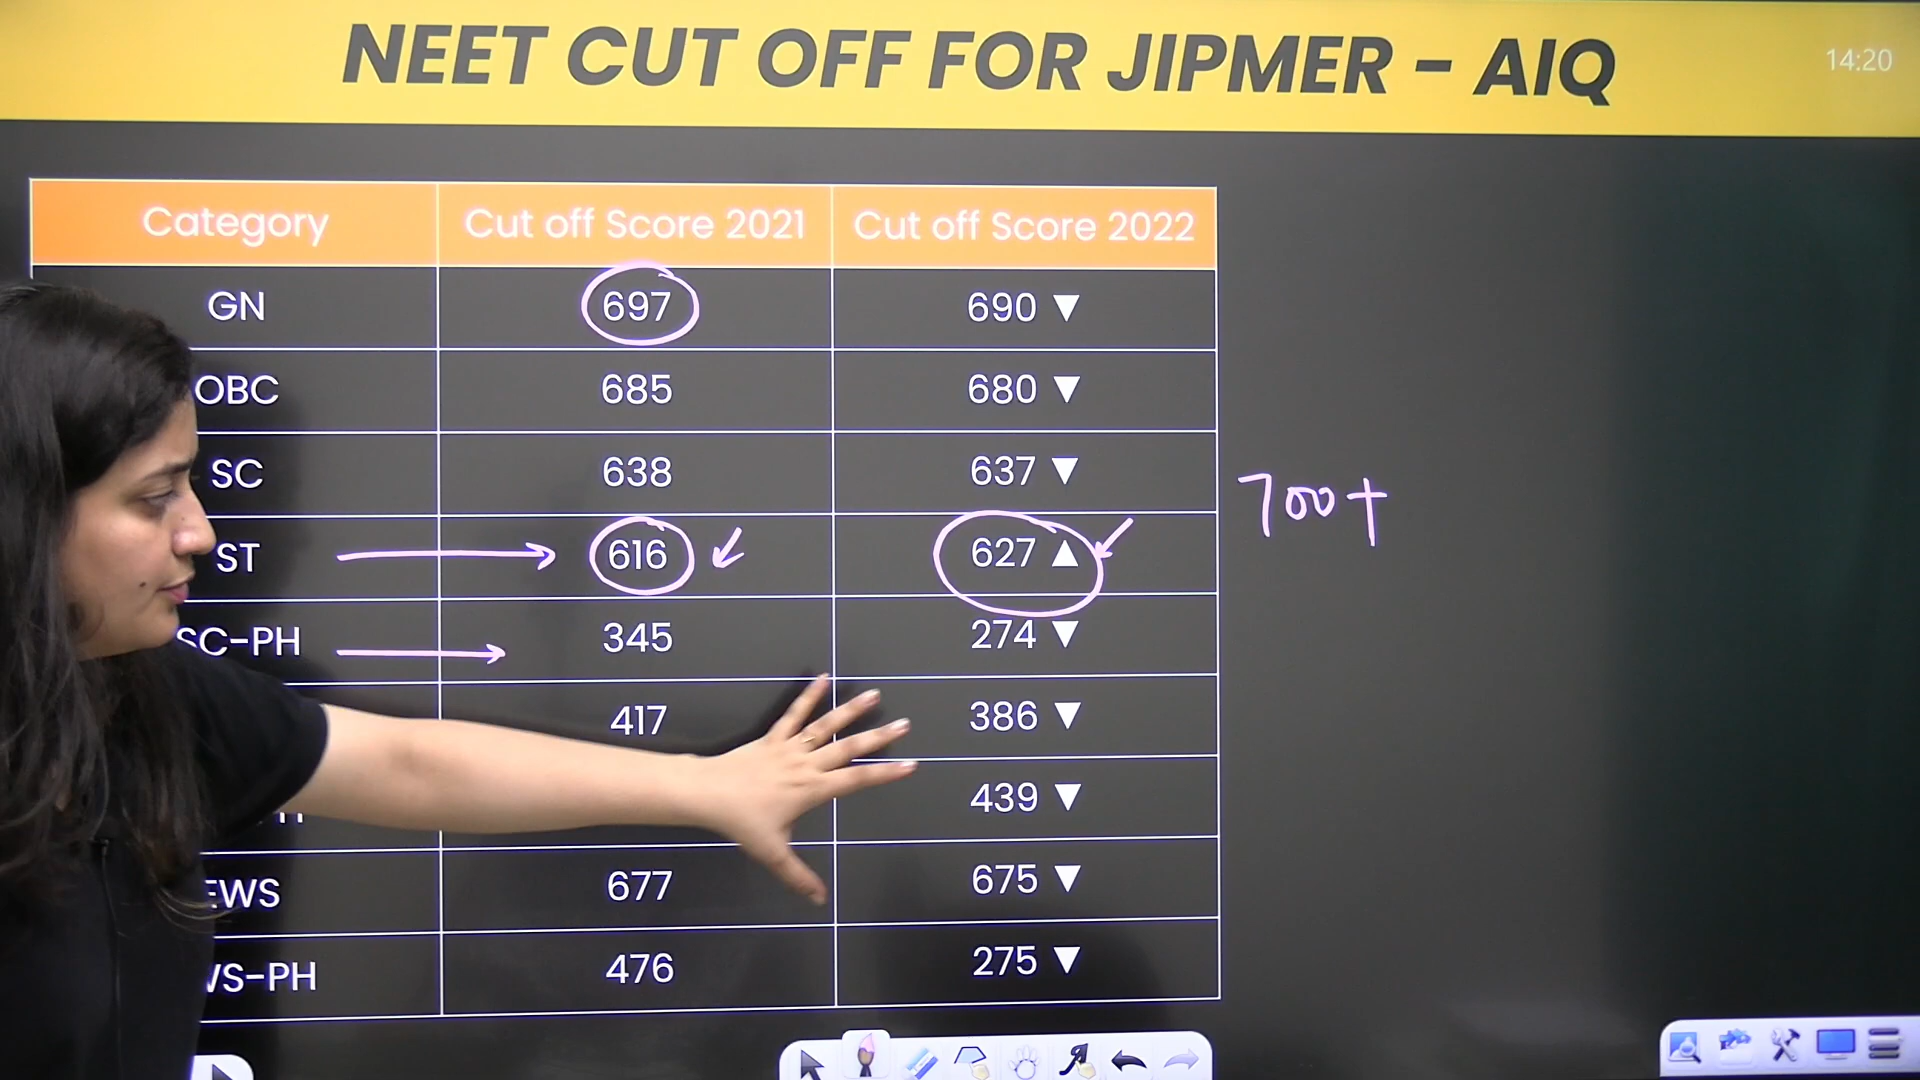 NEET CUT OFF FOR JIPMER - AIQ
14:20
Category Cut off Score 2021 Cut off Score 2022
GN 697 690 ▼
OBC 685 680 ▼
SC 638 637 ▼
700+
ST 616 627 ▲
SC-PH 345 274 ▼
417 386 ▼
439 ▼
EWS 677 675 ▼
WS-PH 476 275 ▼